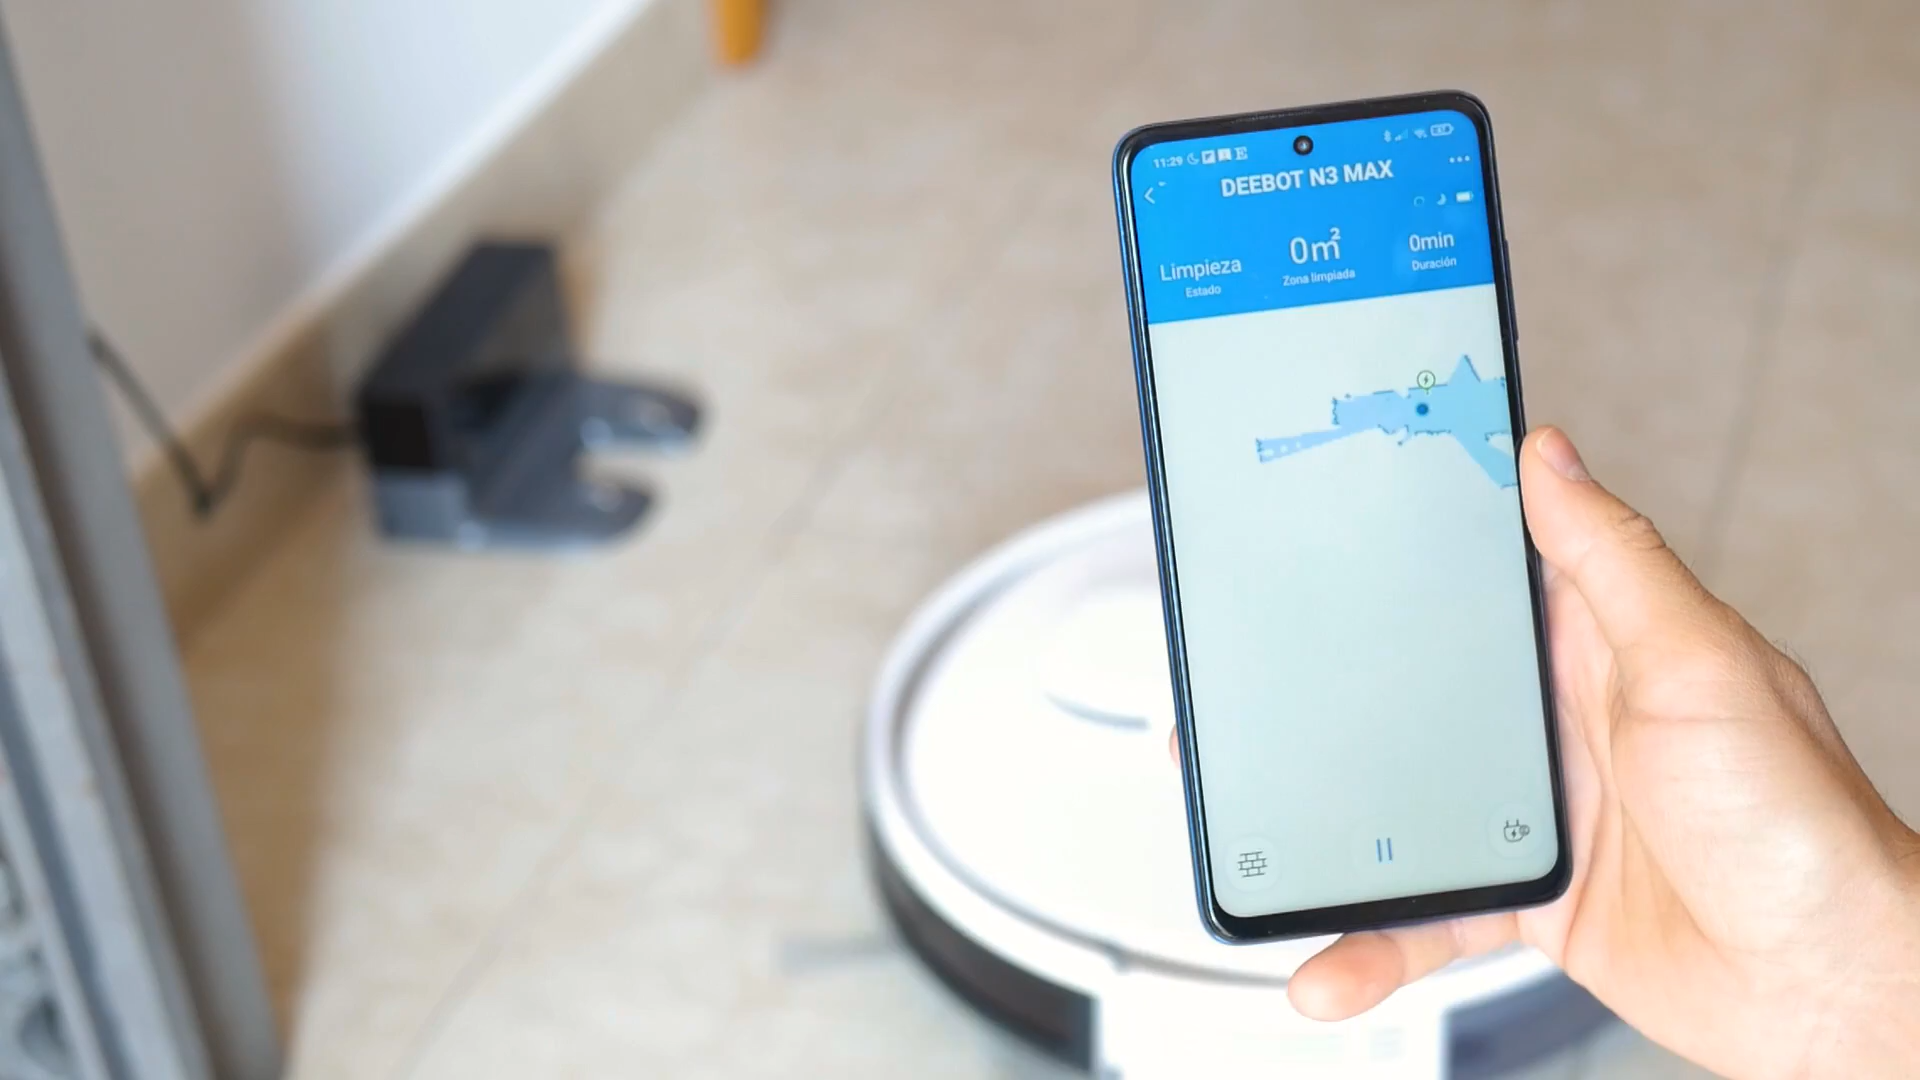 11:29
DEEBOT N3 MAX
Limpieza
Estado
0m²
Zona limpiada
0min
Duración